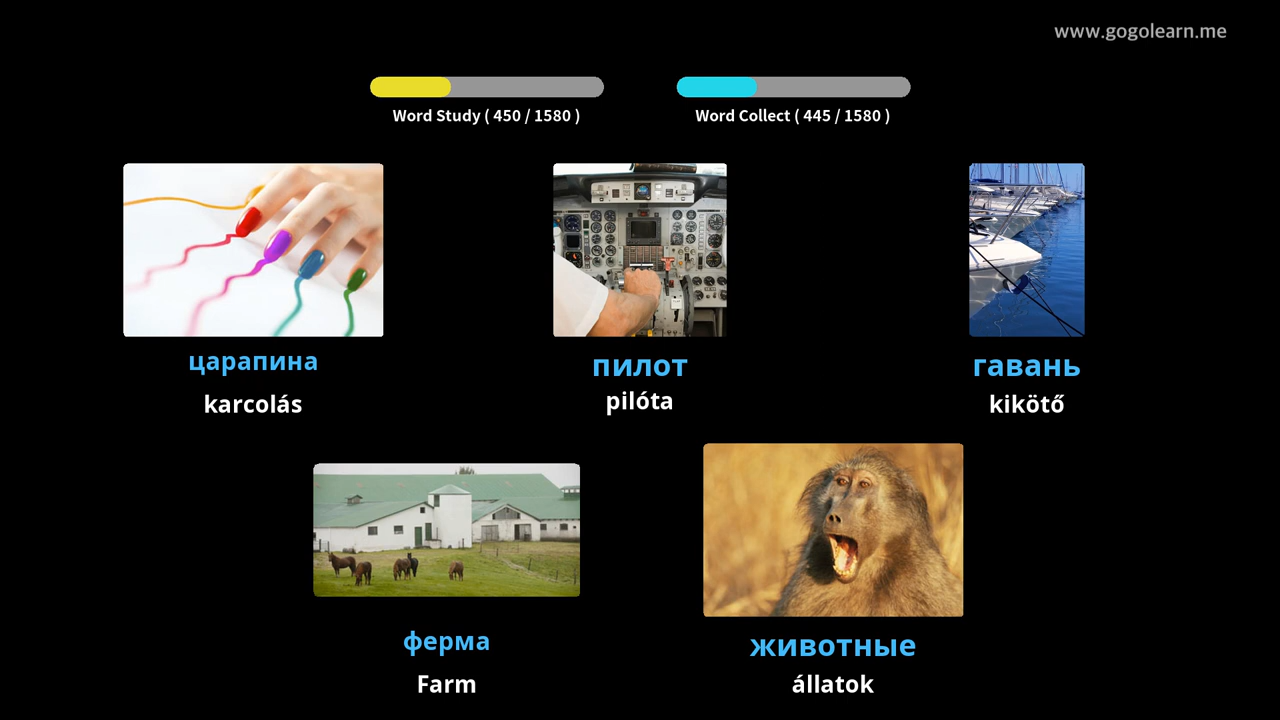 www.gogolearn.me
Word Study ( 450 / 1580 )
Word Collect ( 445 / 1580 )
царапина
karcolás
пилот
pilóta
гавань
kikötő
ферма
Farm
животные
állatok